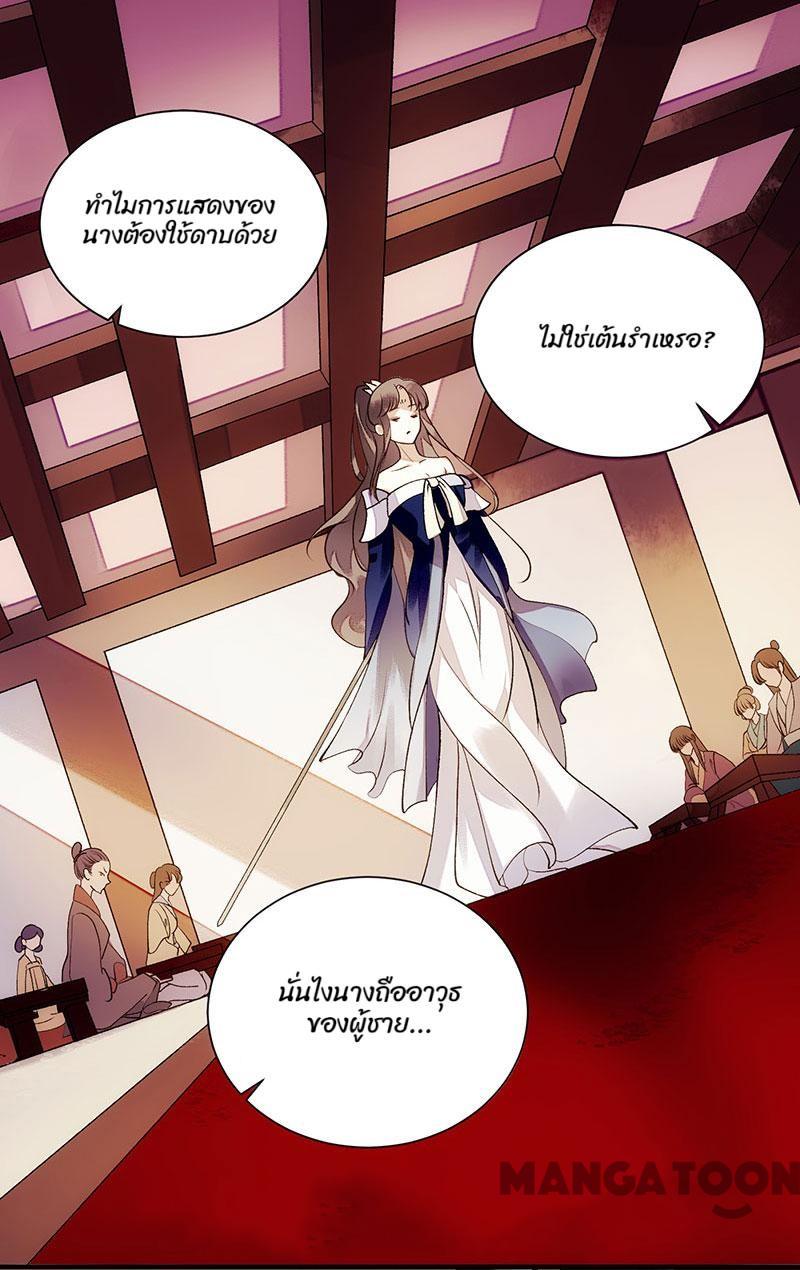 ทำไมการแสดงของ
นางต้องใช้ดาบด้วย
ไม่ใช่เต้นรำเหรอ?
นั่นไงนางถืออาวุธ
ของผู้ชาย...
MANGATOON